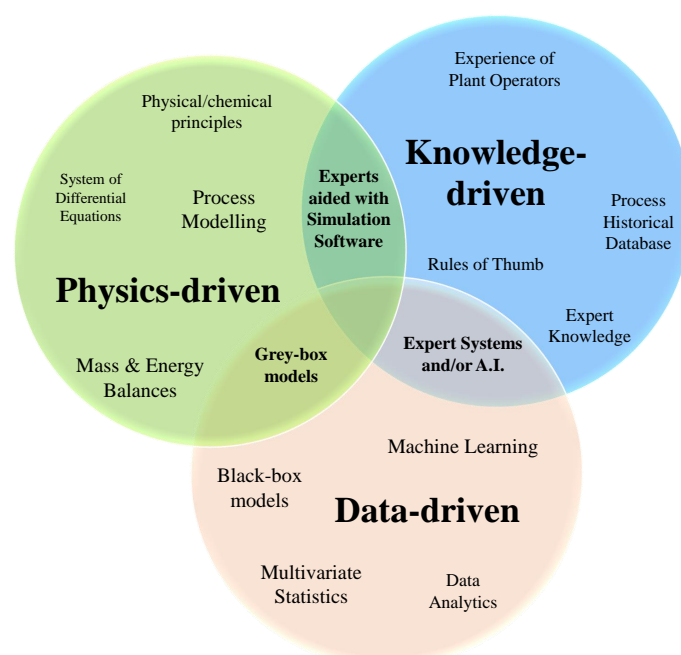 Experience of
Plant Operators
Physical/chemical
principles
Knowledge-
driven
Experts
aided with
Simulation
Software
System of
Differential
Equations
Process
Modelling
Process
Historical
Database
Rules of Thumb
Physics-driven
Expert
Knowledge
Mass & Energy
Balances
Grey-box
models
Expert Systems
and/or A.I.
Machine Learning
Black-box
models
Data-driven
Multivariate
Statistics
Data
Analytics